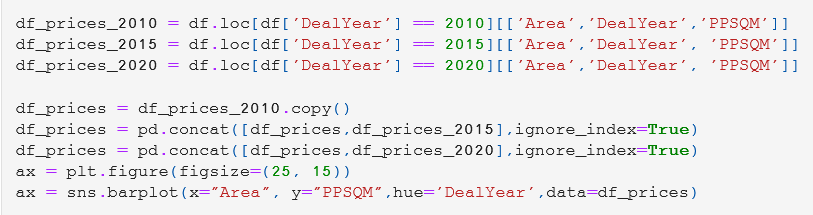 df_prices_2010 = df.loc[df['DealYear'] == 2010][['Area','DealYear','PPSQM']]
df_prices_2015 = df.loc[df['DealYear'] == 2015][['Area','DealYear', 'PPSQM']]
df_prices_2020 = df.loc[df['DealYear'] == 2020][['Area','DealYear', 'PPSQM']]
df_prices = df_prices_2010.copy()
df_prices = pd.concat([df_prices,df_prices_2015],ignore_index=True)
df_prices = pd.concat([df_prices,df_prices_2020],ignore_index=True)
ax = plt.figure(figsize=(25, 15))
ax = sns.barplot(x="Area", y="PPSQM",hue='DealYear',data=df_prices)